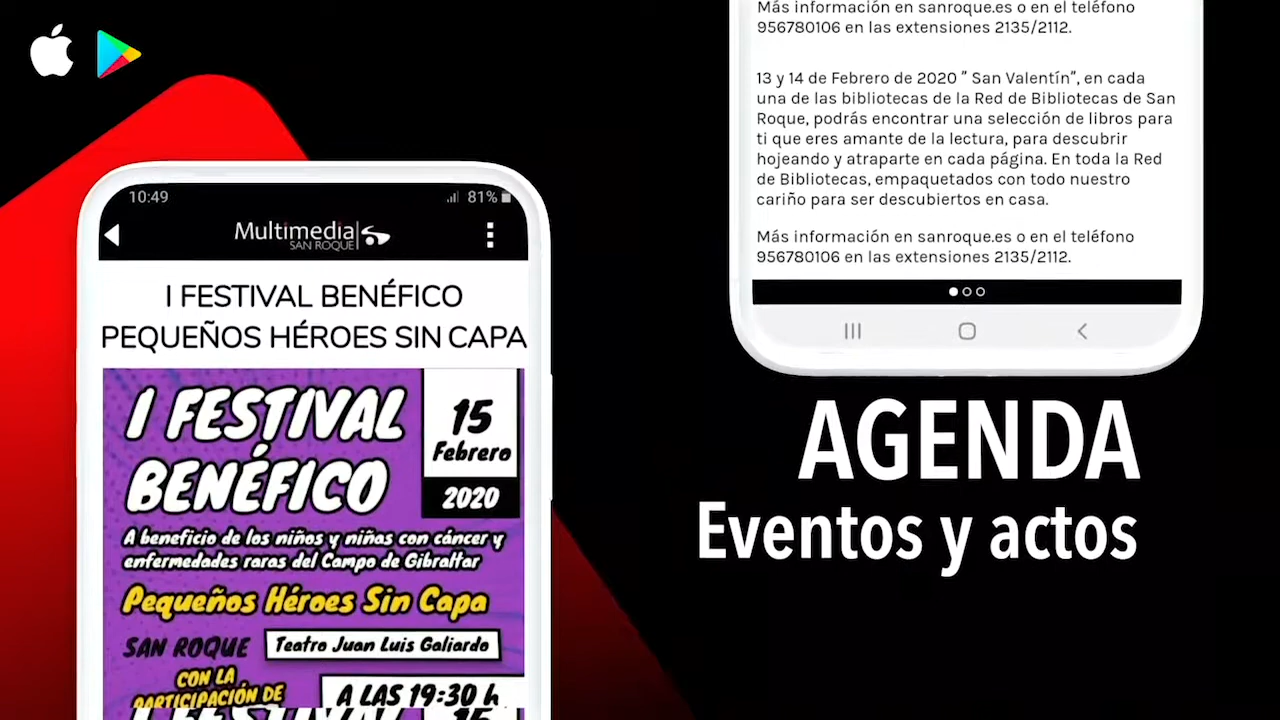 10:49
81%
Multimedia
SAN ROQUE
I FESTIVAL BENÉFICO
PEQUEÑOS HÉROES SIN CAPA
I FESTIVAL
BENÉFICO
15
Febrero
2020
A beneficio de los niños y niñas con cáncer y
enfermedades raras del Campo de Gibraltar
Pequeños Héroes Sin Capa
SAN ROQUE
Teatro Juan Luis Galiardo
CON LA
PARTICIPACIÓN DE
A LAS 19:30 h
I FESTIVAL
15
Más información en sanroque.es o en el teléfono
956780106 en las extensiones 2135/2112.
13 y 14 de Febrero de 2020 " San Valentín", en cada
una de las bibliotecas de la Red de Bibliotecas de San
Roque, podrás encontrar una selección de libros para
ti que eres amante de la lectura, para descubrir
hojeando y atraparte en cada página. En toda la Red
de Bibliotecas, empaquetados con todo nuestro
cariño para ser descubiertos en casa.
Más información en sanroque.es o en el teléfono
956780106 en las extensiones 2135/2112.
AGENDA
Eventos y actos